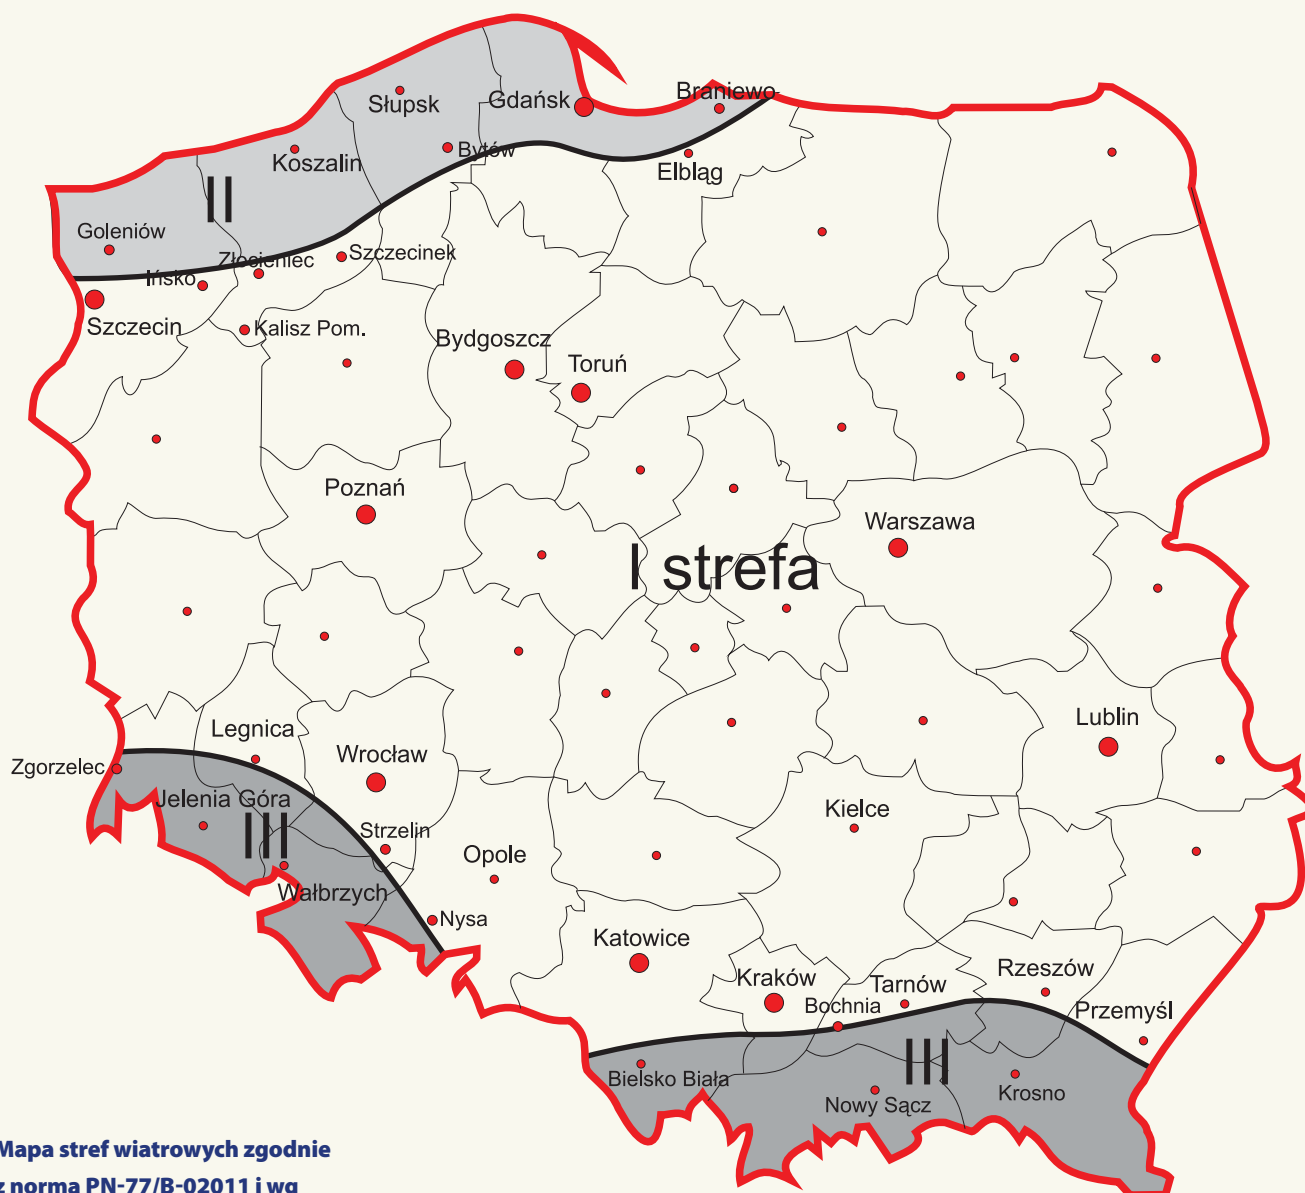 Słupsk
Gdańsk
Braniewo
Koszalin
Bytów
Elbląg
II
Goleniów
Złocieniec
Szczecinek
Ińsko
Szczecin
Kalisz Pom.
Bydgoszcz
Toruń
Poznań
Warszawa
I strefa
Legnica
Lublin
Zgorzelec
Wrocław
Jelenia Góra
III
Strzelin
Kielce
Opole
Wałbrzych
Nysa
Katowice
Kraków
Tarnów
Rzeszów
Bochnia
Przemyśl
III
Bielsko Biała
Nowy Sącz
Krosno
Mapa stref wiatrowych zgodnie
z norma PN-77/B-02011 i wg